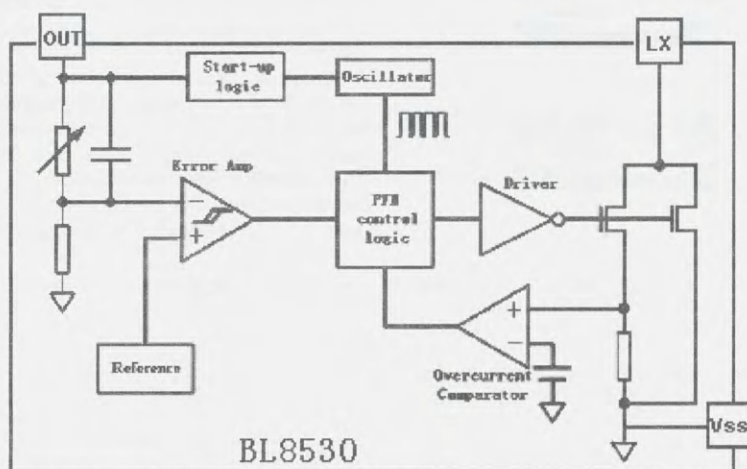 OUT
LX
Start-up
logic
Oscillator
Error Amp
Driver
−
+
PFM
control
logic
+
−
Reference
Overcurrent
Comparator
Vss
BL8530